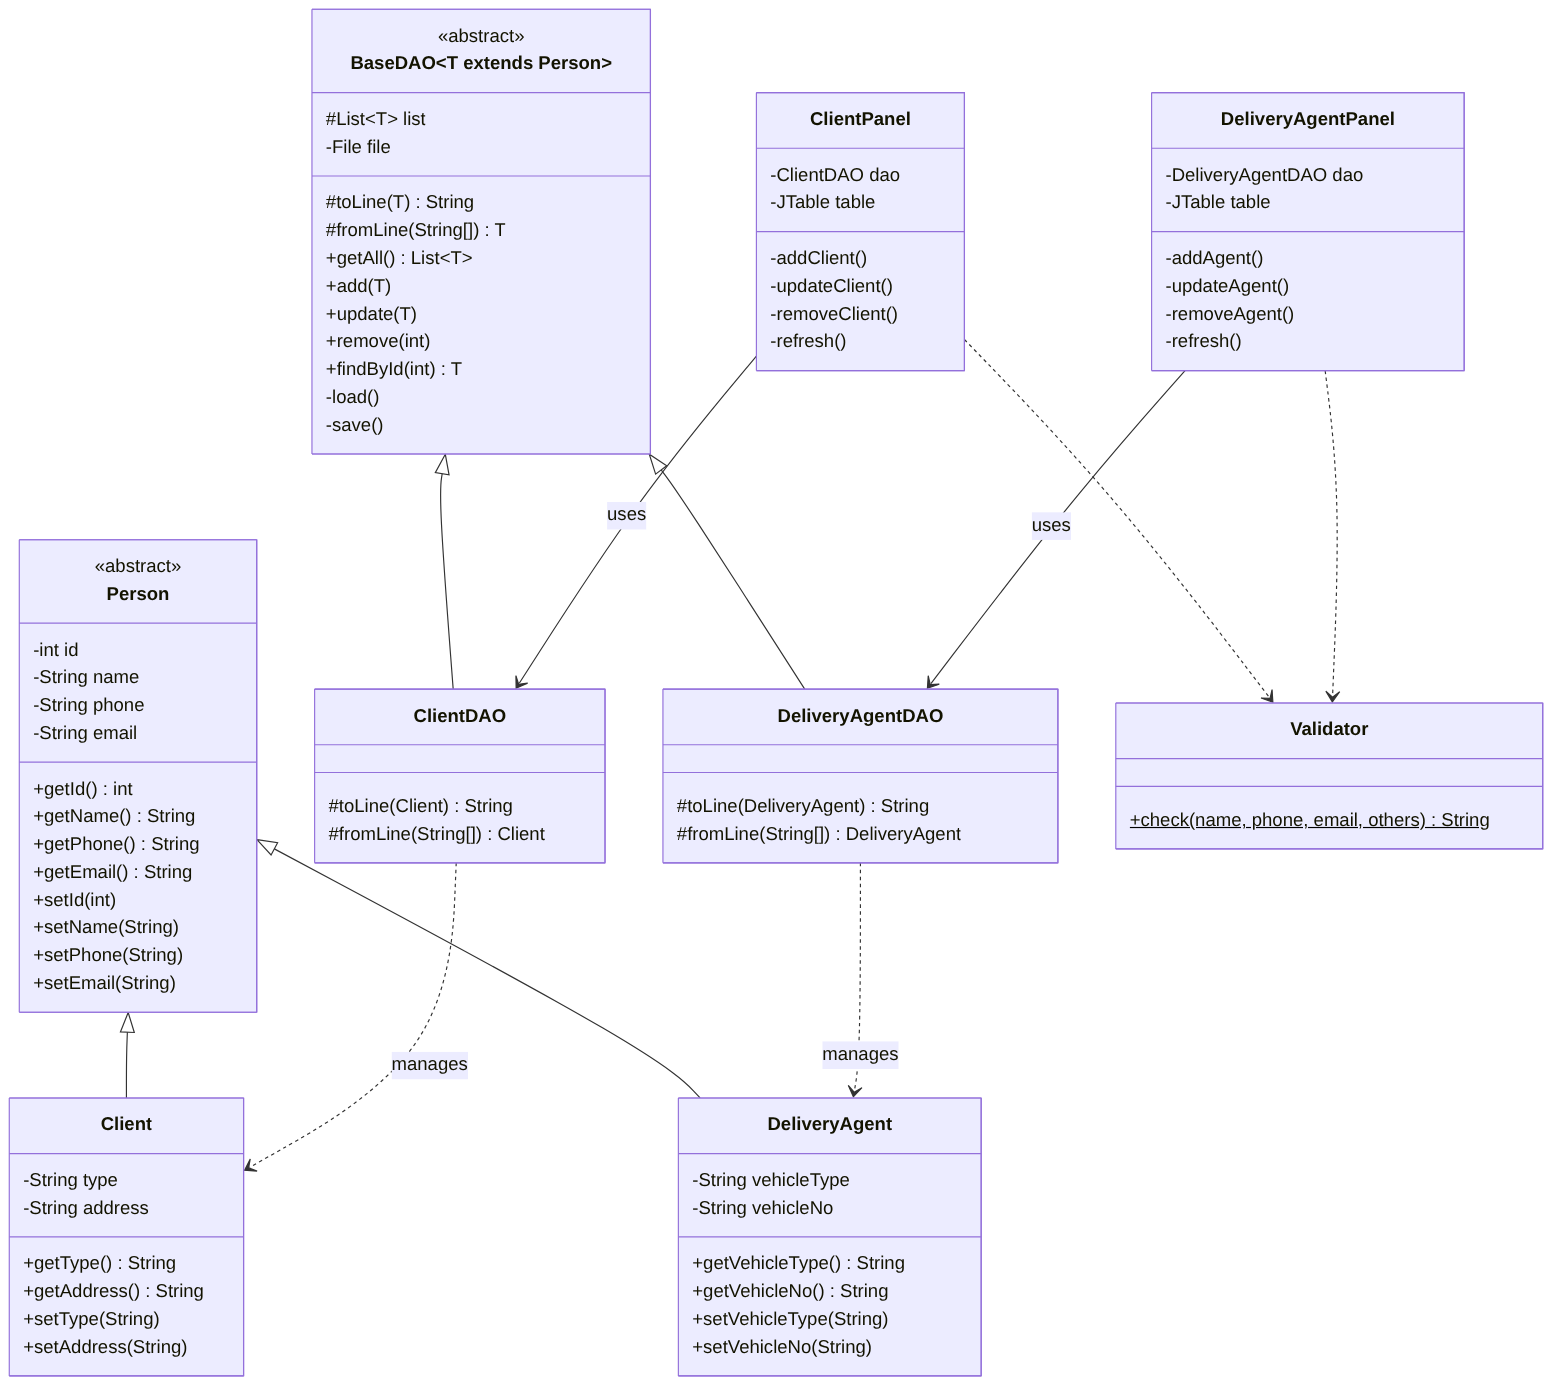 «abstract»
BaseDAO<T extends Person>
#List<T> list
-File file
#toLine(T) : String
#fromLine(String[]) : T
+getAll() : List<T>
+add(T)
+update(T)
+remove(int)
+findById(int) : T
-load()
-save()
ClientPanel
-ClientDAO dao
-JTable table
-addClient()
-updateClient()
-removeClient()
-refresh()
DeliveryAgentPanel
-DeliveryAgentDAO dao
-JTable table
-addAgent()
-updateAgent()
-removeAgent()
-refresh()
uses
uses
«abstract»
Person
-int id
-String name
-String phone
-String email
+getId() : int
+getName() : String
+getPhone() : String
+getEmail() : String
+setId(int)
+setName(String)
+setPhone(String)
+setEmail(String)
ClientDAO
#toLine(Client) : String
#fromLine(String[]) : Client
DeliveryAgentDAO
#toLine(DeliveryAgent) : String
#fromLine(String[]) : DeliveryAgent
Validator
+check(name, phone, email, others) : String
manages
manages
Client
-String type
-String address
+getType() : String
+getAddress() : String
+setType(String)
+setAddress(String)
DeliveryAgent
-String vehicleType
-String vehicleNo
+getVehicleType() : String
+getVehicleNo() : String
+setVehicleType(String)
+setVehicleNo(String)